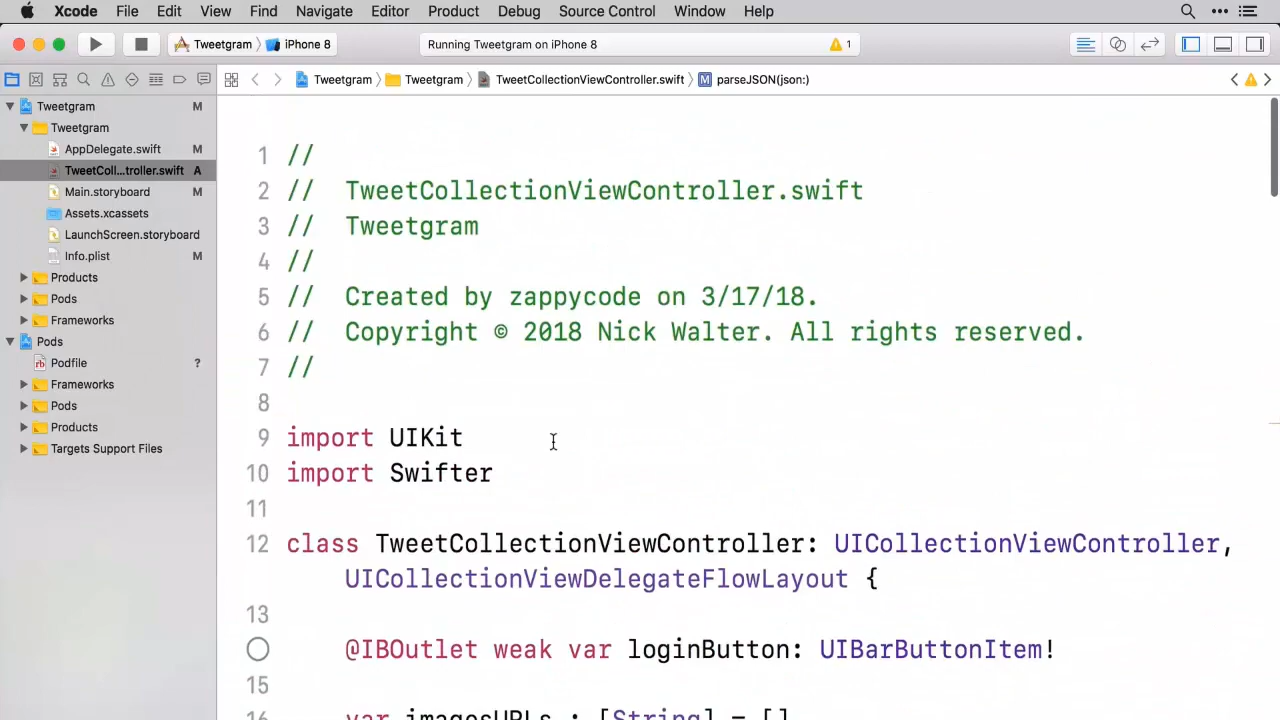 Xcode File Edit View Find Navigate Editor Product Debug Source Control Window Help
Tweetgram iPhone 8 Running Tweetgram on iPhone 8 1
Tweetgram Tweetgram TweetCollectionViewController.swift M parseJSON(json:)
Tweetgram M
Tweetgram
AppDelegate.swift M
TweetColl...troller.swift A
Main.storyboard M
Assets.xcassets
LaunchScreen.storyboard
Info.plist M
Products
Pods
Frameworks
Pods
rb Podfile ?
Frameworks
Pods
Products
Targets Support Files
1 //
2 // TweetCollectionViewController.swift
3 // Tweetgram
4 //
5 // Created by zappycode on 3/17/18.
6 // Copyright © 2018 Nick Walter. All rights reserved.
7 //
8
9 import UIKit
10 import Swifter
11
12 class TweetCollectionViewController: UICollectionViewController,
UICollectionViewDelegateFlowLayout {
13
@IBOutlet weak var loginButton: UIBarButtonItem!
15
16 var imagesURLs : [String] = []